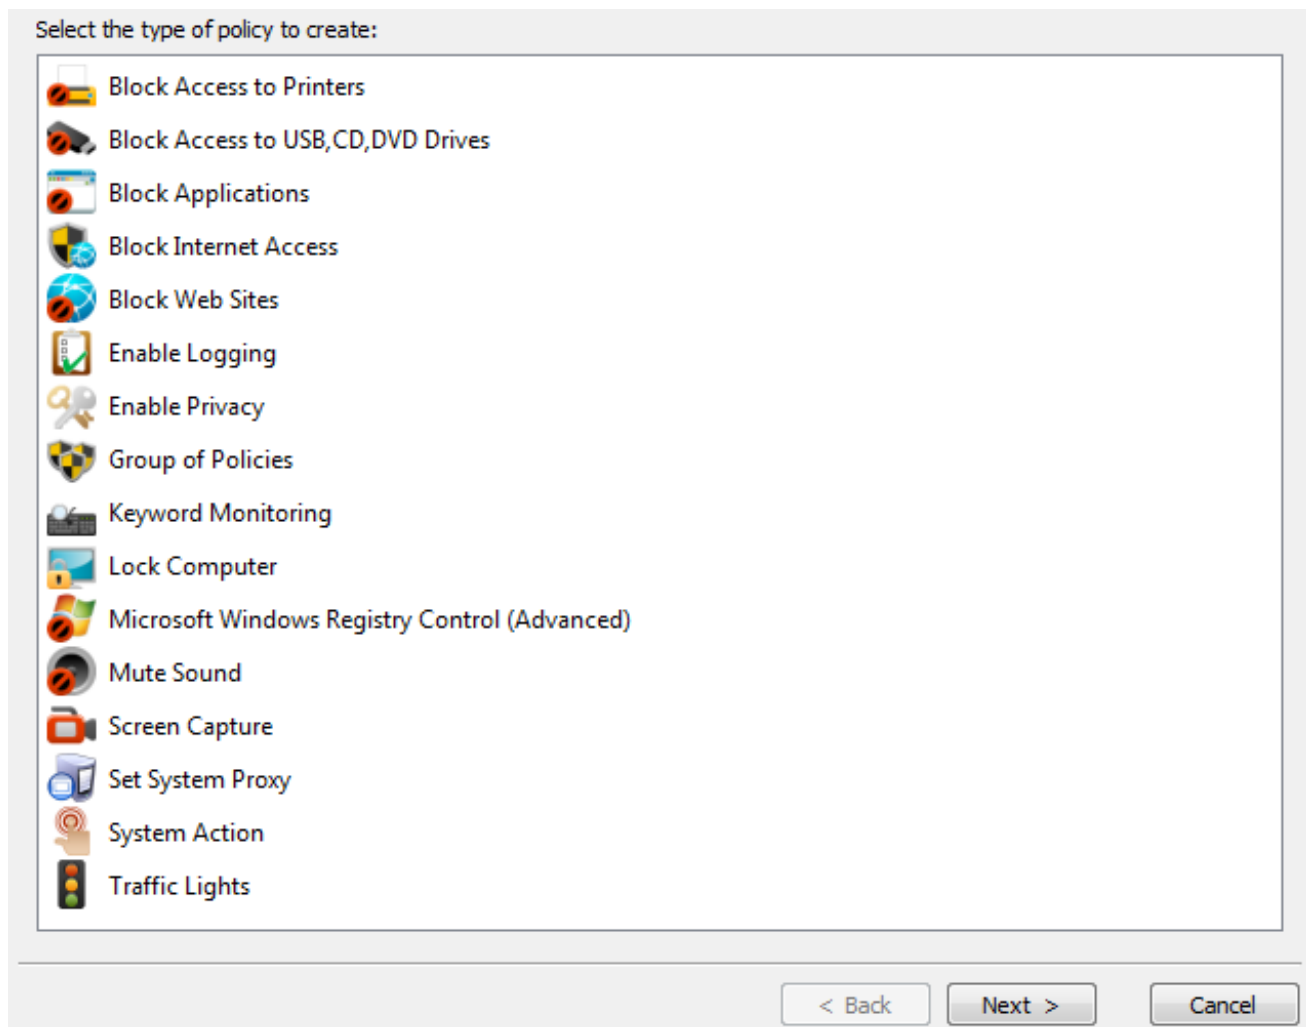 Select the type of policy to create:
Block Access to Printers
Block Access to USB,CD,DVD Drives
Block Applications
Block Internet Access
Block Web Sites
Enable Logging
Enable Privacy
Group of Policies
Keyword Monitoring
Lock Computer
Microsoft Windows Registry Control (Advanced)
Mute Sound
Screen Capture
Set System Proxy
System Action
Traffic Lights
< Back Next > Cancel